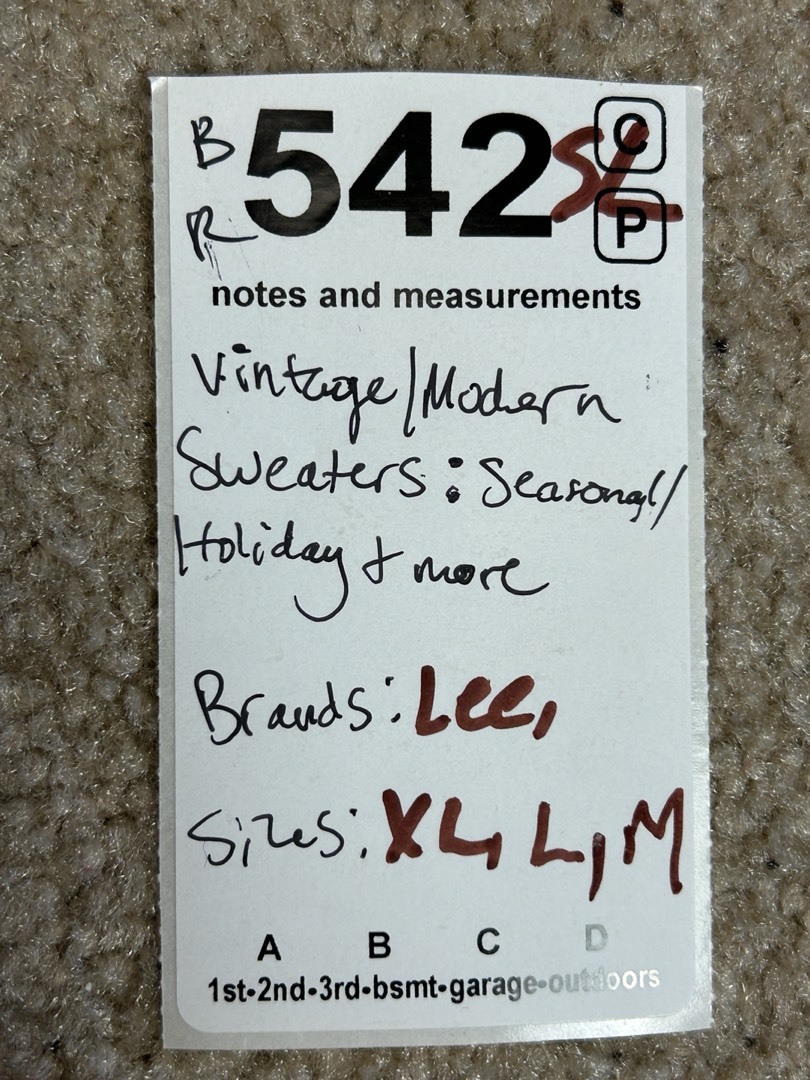 B 542 SL C
R P
notes and measurements
Vintage/Modern
Sweaters: Seasonal/
Holiday + more
Brands: Lee,
Sizes: XL, L, M
A B C D
1st•2nd•3rd•bsmt•garage•outdoors